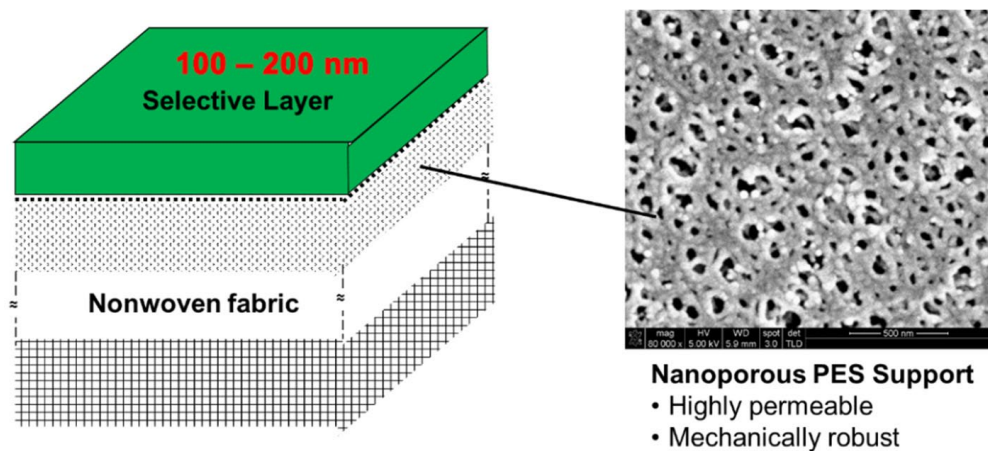 100 – 200 nm
Selective Layer
Nonwoven fabric
mag HV WD spot det
80 000 x 5.00 kV 5.9 mm 3.0 TLD
500 nm
Nanoporous PES Support
• Highly permeable
• Mechanically robust